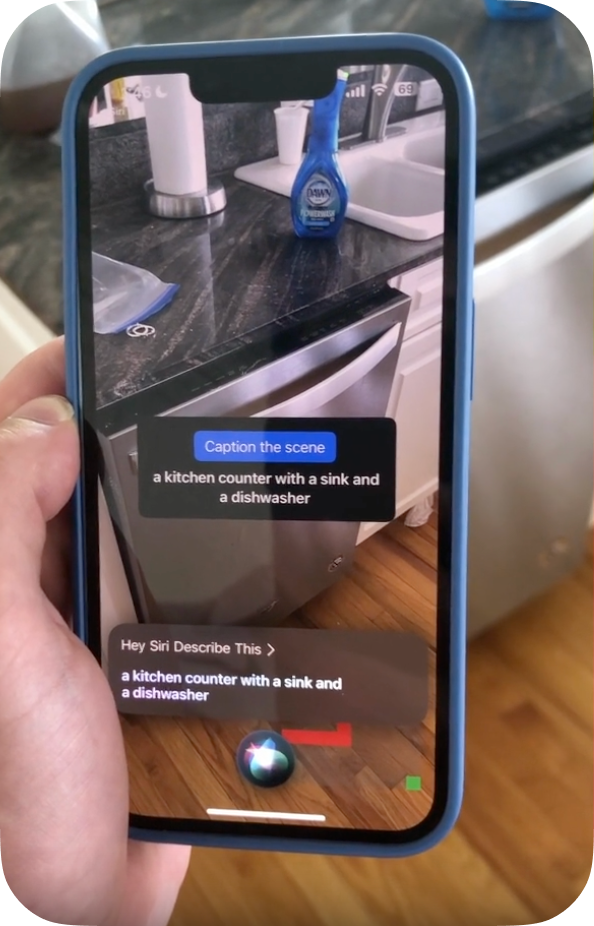 69
DAWN
POWERWASH
Caption the scene
a kitchen counter with a sink and
a dishwasher
Hey Siri Describe This >
a kitchen counter with a sink and
a dishwasher